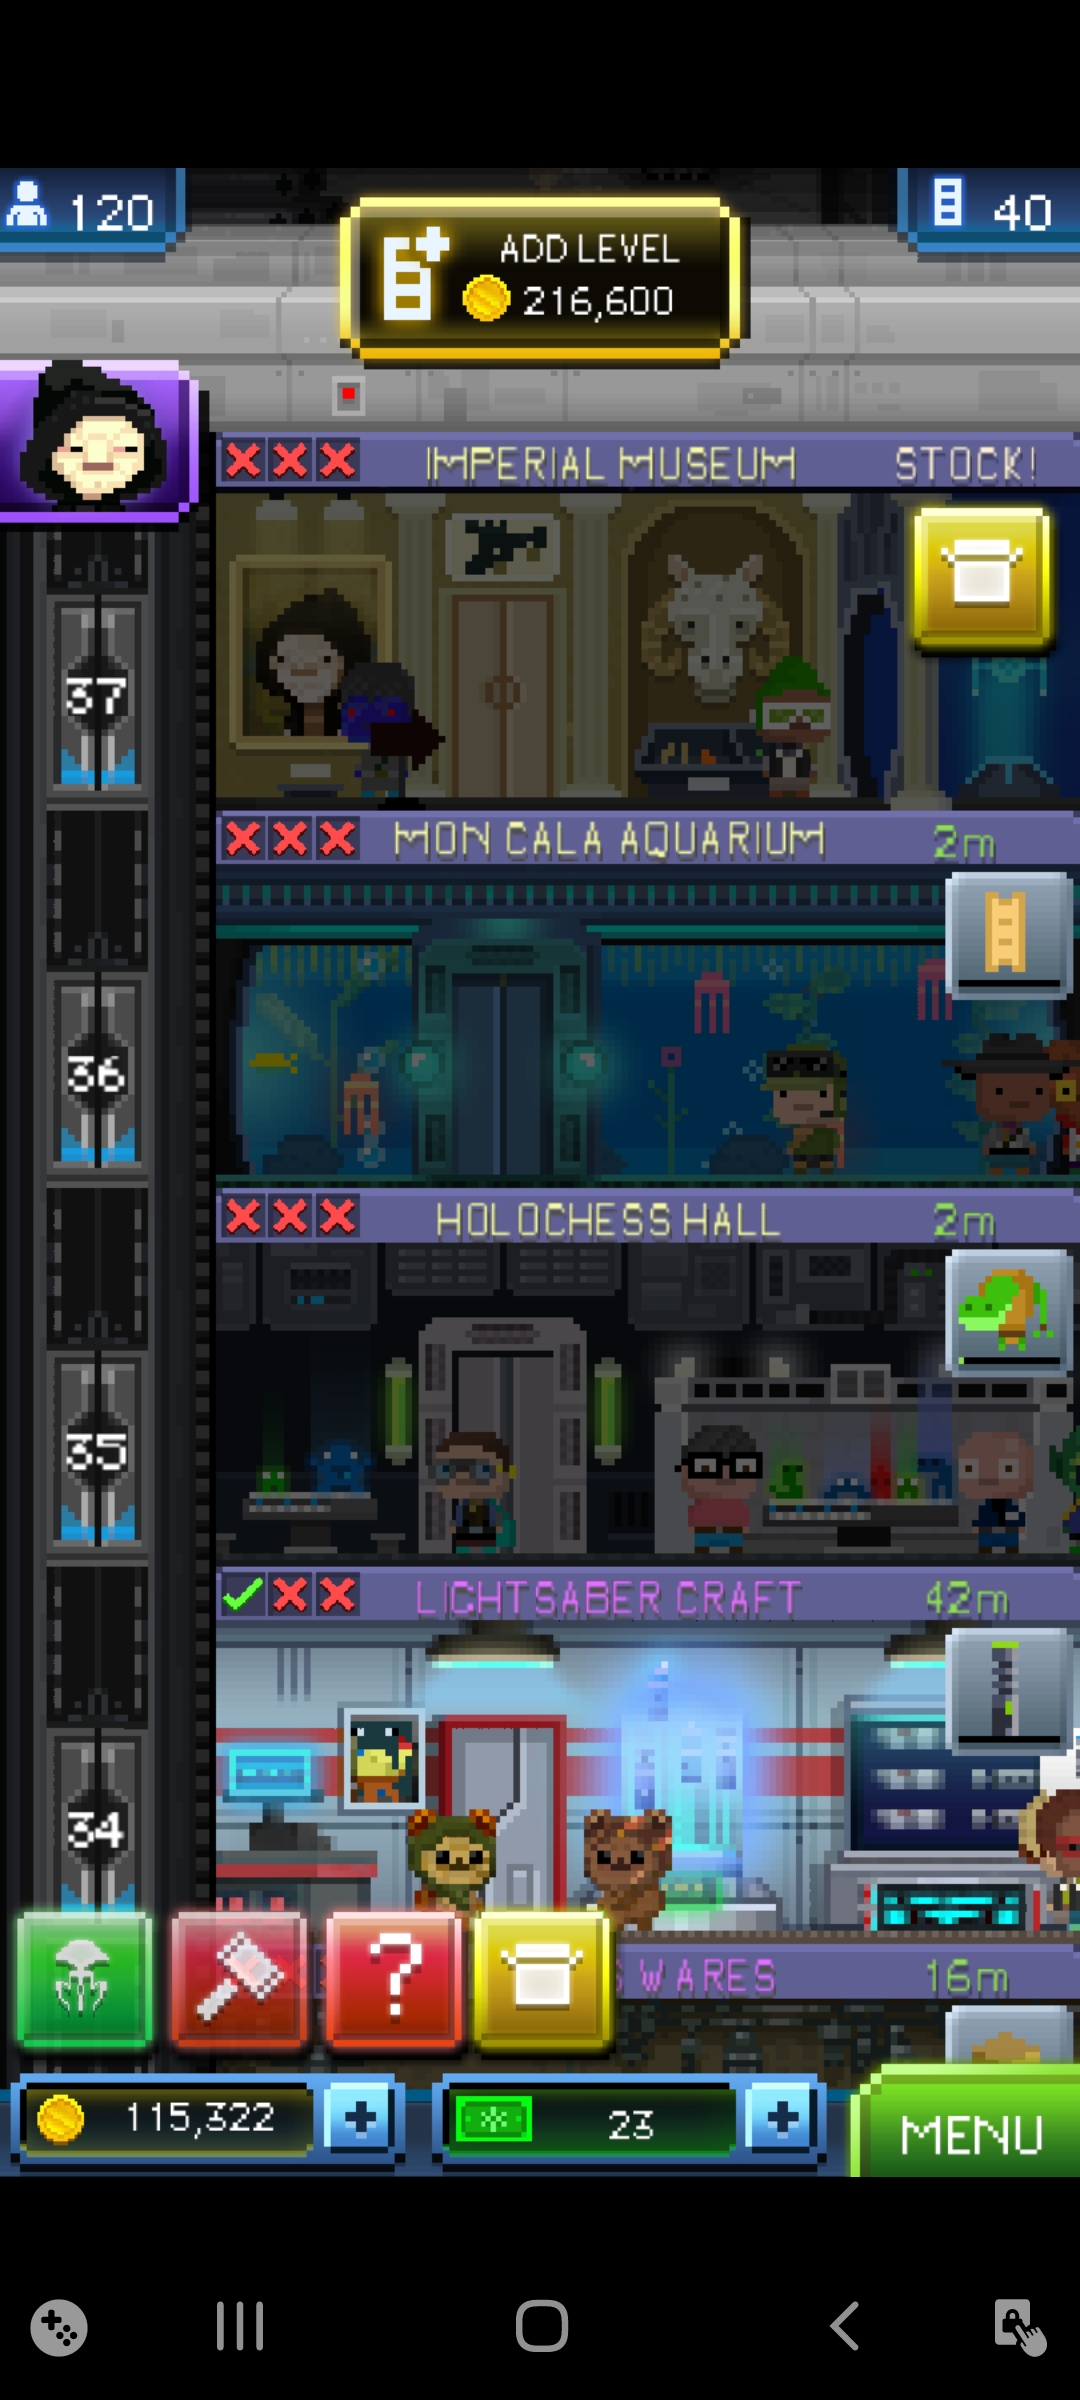 120
40
ADD LEVEL
216,600
IMPERIAL MUSEUM STOCK!
37
MON CALA AQUARIUM 2m
36
HOLOCHESS HALL 2m
35
LIGHTSABER CRAFT 42m
34
?
WARES 16m
115,322 +
23 +
MENU